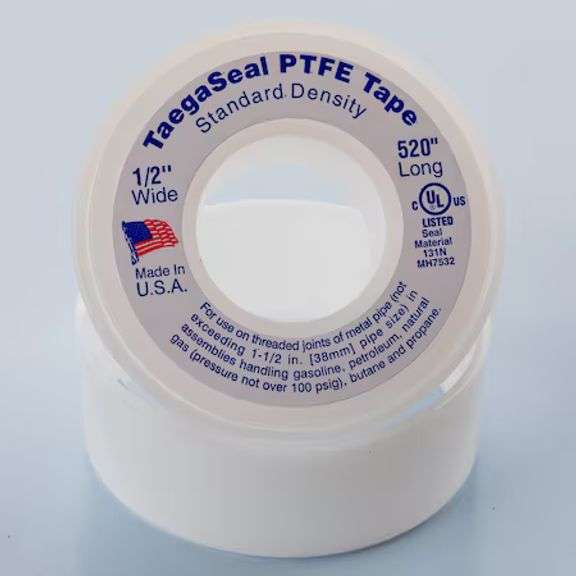 TaegaSeal PTFE Tape
Standard Density
1/2" Wide
Made In
U.S.A.
520"
Long
C UL US
LISTED
Seal
Material
131N
MH7532
For use on threaded joints of metal pipe (not
exceeding 1-1/2 in. [38mm] pipe size) in
assemblies handling gasoline, petroleum, natural
gas (pressure not over 100 psig), butane and propane.